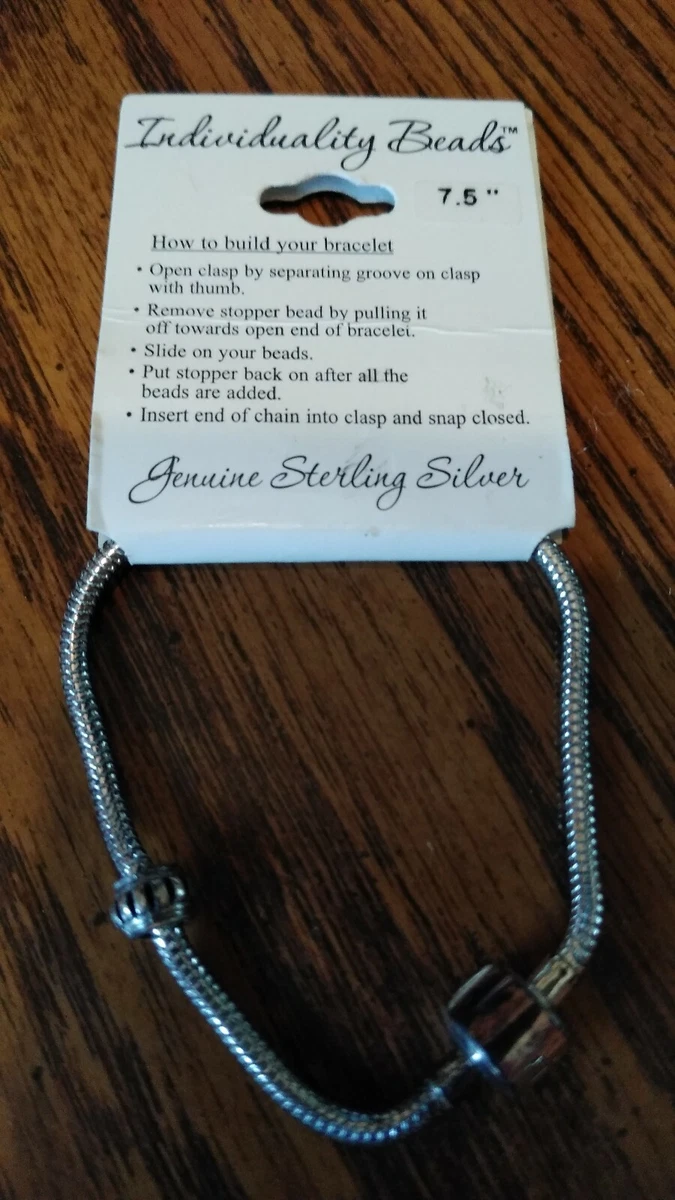 Individuality Beads™
7.5"
How to build your bracelet
• Open clasp by separating groove on clasp
with thumb.
• Remove stopper bead by pulling it
off towards open end of bracelet.
• Slide on your beads.
• Put stopper back on after all the
beads are added.
• Insert end of chain into clasp and snap closed.
Genuine Sterling Silver